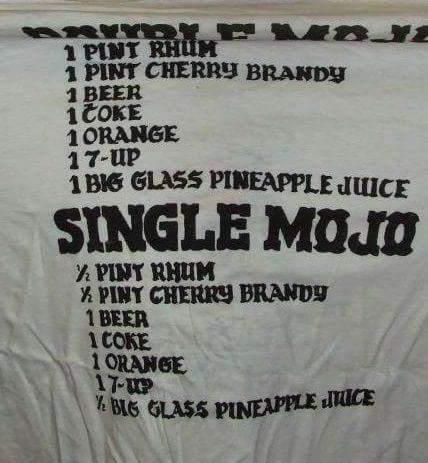 DOUBLE MOJO
1 PINT RHUM
1 PINT CHERRY BRANDY
1 BEER
1 COKE
1 ORANGE
1 7-UP
1 BIG GLASS PINEAPPLE JUICE
SINGLE MOJO
½ PINT RHUM
½ PINT CHERRY BRANDY
1 BEER
1 COKE
1 ORANGE
1 7-UP
½ BIG GLASS PINEAPPLE JUICE